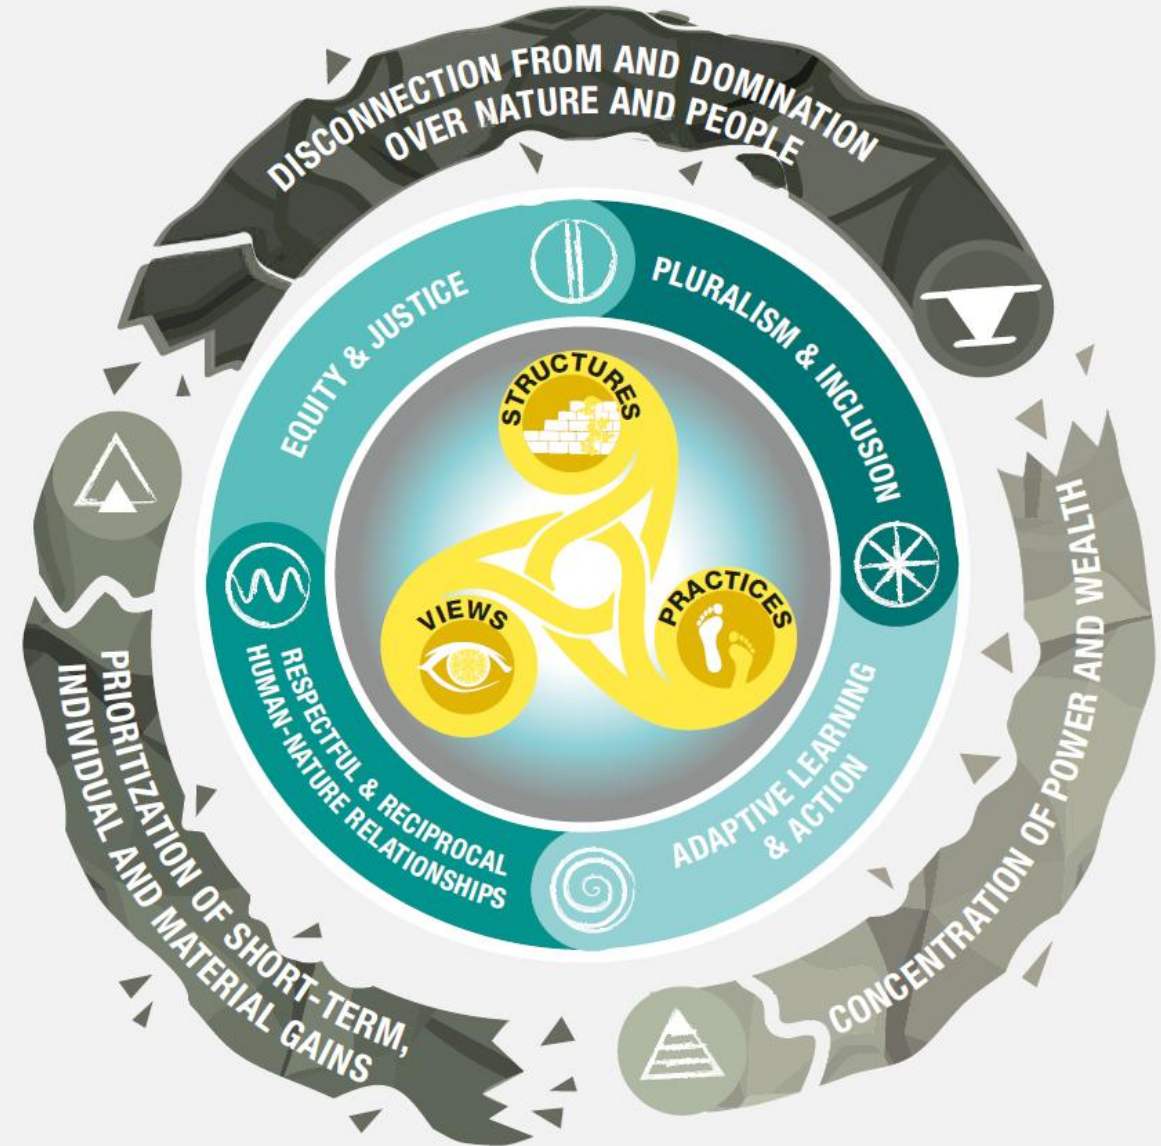 DISCONNECTION FROM AND DOMINATION
OVER NATURE AND PEOPLE
EQUITY & JUSTICE
PLURALISM & INCLUSION
STRUCTURES
VIEWS
PRACTICES
RESPECTFUL & RECIPROCAL
HUMAN-NATURE RELATIONSHIPS
ADAPTIVE LEARNING
& ACTION
PRIORITIZATION OF SHORT-TERM,
INDIVIDUAL AND MATERIAL GAINS
CONCENTRATION OF POWER AND WEALTH